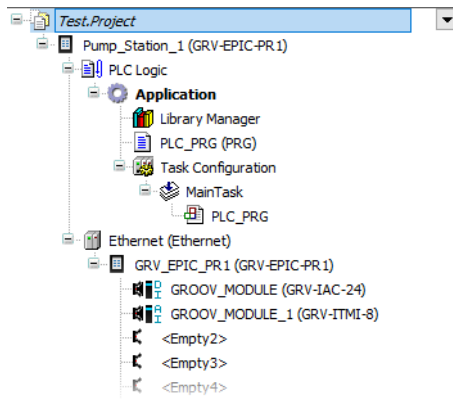 Test.Project
Pump_Station_1 (GRV-EPIC-PR1)
PLC Logic
Application
Library Manager
PLC_PRG (PRG)
Task Configuration
MainTask
PLC_PRG
Ethernet (Ethernet)
GRV_EPIC_PR1 (GRV-EPIC-PR1)
D I GROOV_MODULE (GRV-IAC-24)
A I GROOV_MODULE_1 (GRV-ITMI-8)
<Empty2>
<Empty3>
<Empty4>